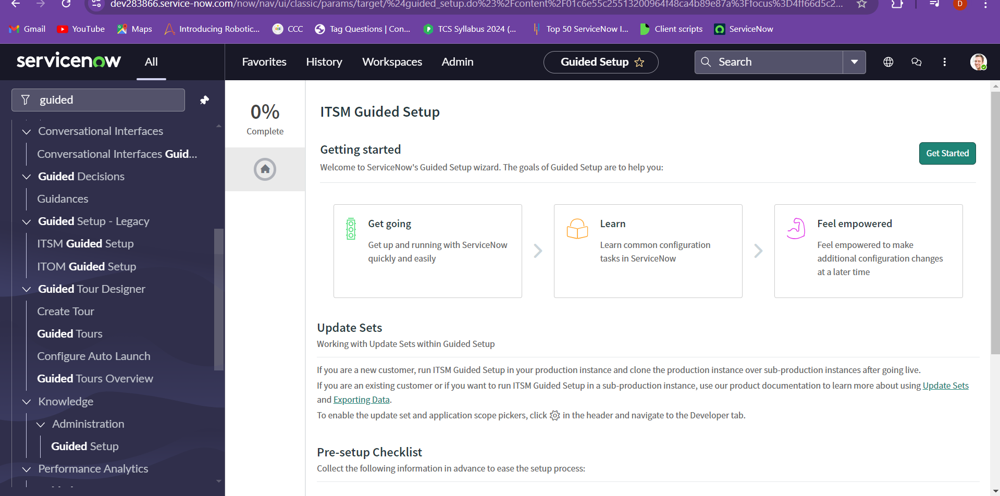 dev283866.service-now.com/now/nav/ui/classic/params/target/%24guided_setup.do%23%2Fcontent%2F01c6e55c25513200964f48ca4b89e87a%3Ffocus%3D4ff66d5c2...
D
Gmail
YouTube
Maps
Introducing Robotic...
CCC
Tag Questions | Con...
TCS Syllabus 2024 (...
Top 50 ServiceNow I...
Client scripts
ServiceNow
servicenow
All
Favorites
History
Workspaces
Admin
Guided Setup
Search
guided
Conversational Interfaces
Conversational Interfaces Guid...
Guided Decisions
Guidances
Guided Setup - Legacy
ITSM Guided Setup
ITOM Guided Setup
Guided Tour Designer
Create Tour
Guided Tours
Configure Auto Launch
Guided Tours Overview
Knowledge
Administration
Guided Setup
Performance Analytics
0%
Complete
ITSM Guided Setup
Getting started
Get Started
Welcome to ServiceNow's Guided Setup wizard. The goals of Guided Setup are to help you:
Get going
Get up and running with ServiceNow
quickly and easily
Learn
Learn common configuration
tasks in ServiceNow
Feel empowered
Feel empowered to make
additional configuration changes
at a later time
Update Sets
Working with Update Sets within Guided Setup
If you are a new customer, run ITSM Guided Setup in your production instance and clone the production instance over sub-production instances after going live.
If you are an existing customer or if you want to run ITSM Guided Setup in a sub-production instance, use our product documentation to learn more about using Update Sets
and Exporting Data.
To enable the update set and application scope pickers, click in the header and navigate to the Developer tab.
Pre-setup Checklist
Collect the following information in advance to ease the setup process: